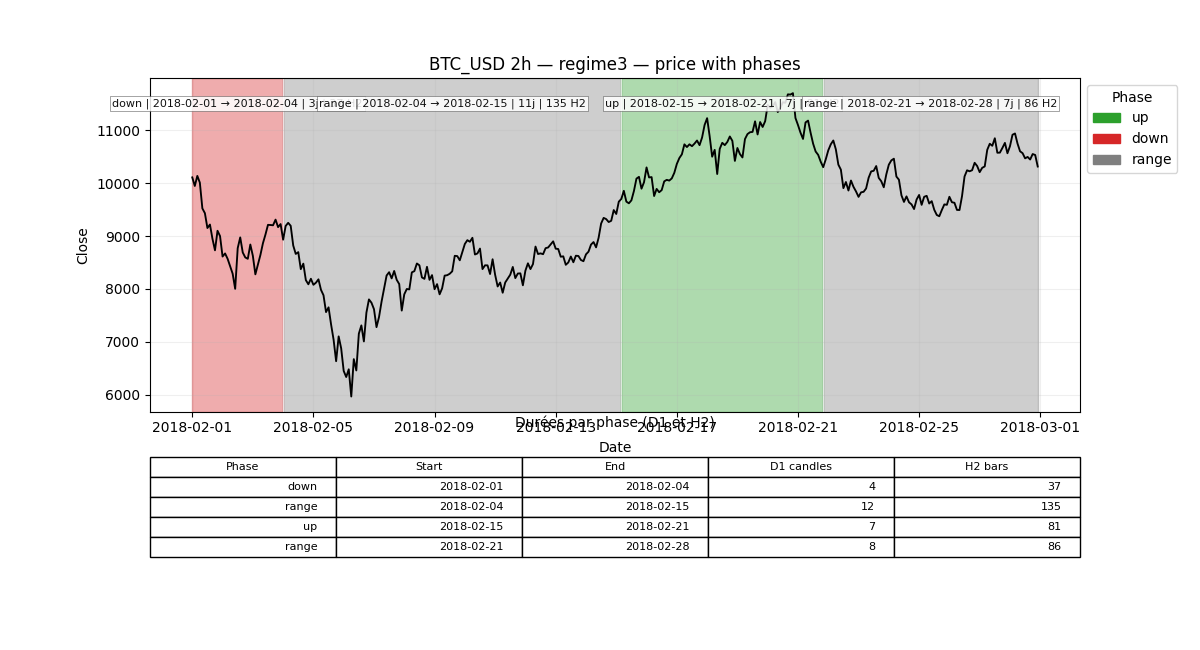 BTC_USD 2h — regime3 — price with phases
down | 2018-02-01 → 2018-02-04 | 3j
range | 2018-02-04 → 2018-02-15 | 11j | 135 H2
up | 2018-02-15 → 2018-02-21 | 7j |
range | 2018-02-21 → 2018-02-28 | 7j | 86 H2
Phase
up
down
range
Close
11000
10000
9000
8000
7000
6000
2018-02-01 2018-02-05 2018-02-09 2018-02-13 2018-02-17 2018-02-21 2018-02-25 2018-03-01
Durées par phase (D1 et H2)
Date
Phase Start End D1 candles H2 bars
down 2018-02-01 2018-02-04 4 37
range 2018-02-04 2018-02-15 12 135
up 2018-02-15 2018-02-21 7 81
range 2018-02-21 2018-02-28 8 86